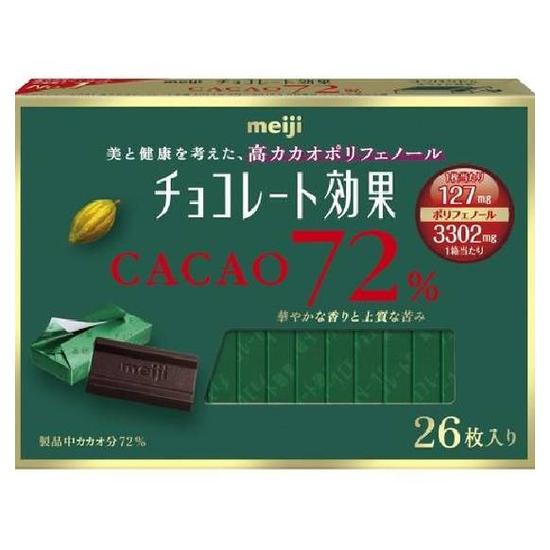 meiji
美と健康を考えた、高カカオポリフェノール
チョコレート効果
CACAO 72%
1枚当たり
127mg
ポリフェノール
3302mg
1箱当たり
華やかな香りと上質な苦み
meiji
製品中カカオ分72%
26枚入り